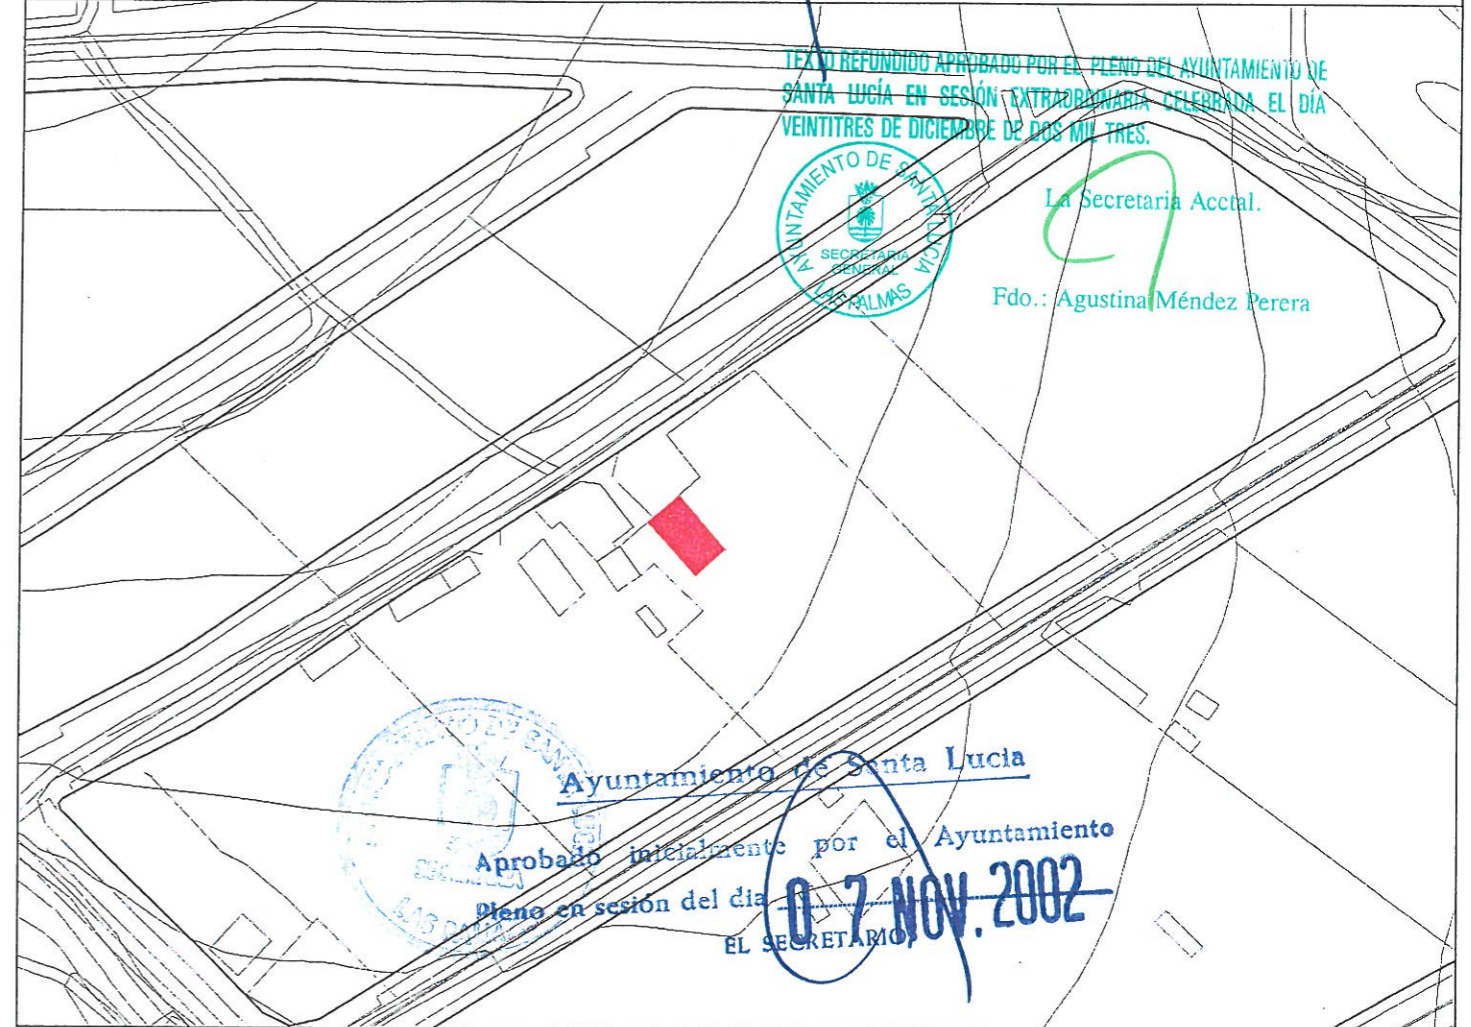 TEXTO REFUNDIDO APROBADO POR EL PLENO DEL AYUNTAMIENTO DE
SANTA LUCÍA EN SESIÓN EXTRAORDINARIA CELEBRADA EL DÍA
VEINTITRES DE DICIEMBRE DE DOS MIL TRES.
AYUNTAMIENTO DE SANTA LUCIA
SECRETARIA
GENERAL
LAS PALMAS
La Secretaria Acctal.
Fdo.: Agustina Méndez Perera
Ayuntamiento de Santa Lucia
Aprobado inicialmente por el Ayuntamiento
Pleno en sesión del dia 07 NOV. 2002
EL SECRETARIO,